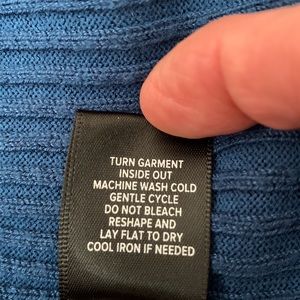 TURN GARMENT
INSIDE OUT
MACHINE WASH COLD
GENTLE CYCLE
DO NOT BLEACH
RESHAPE AND
LAY FLAT TO DRY
COOL IRON IF NEEDED